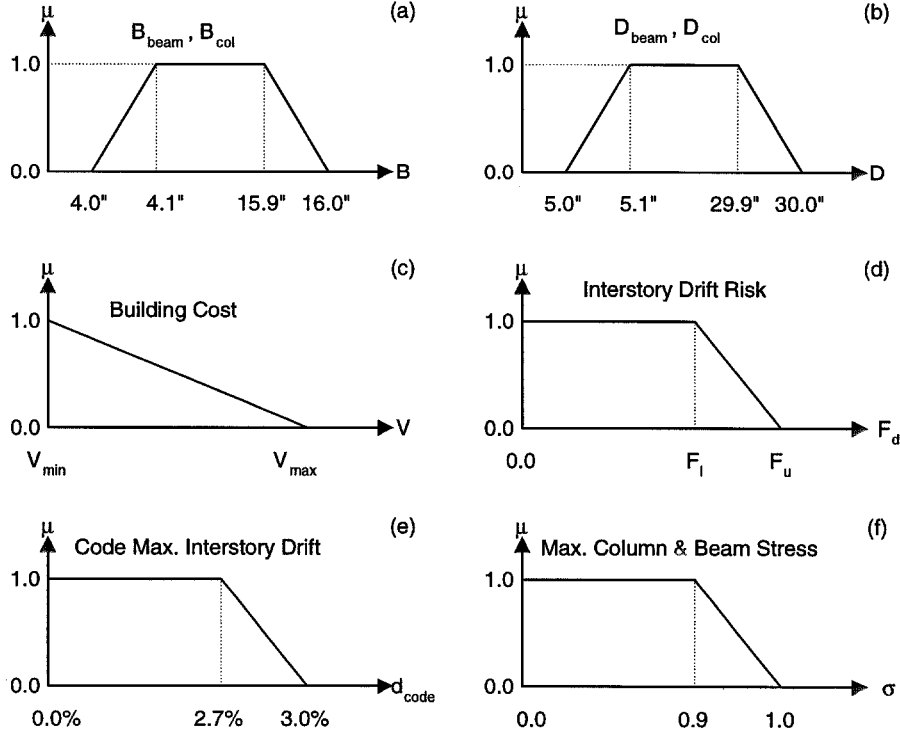 (a)
μ
B_beam , B_col
1.0
0.0
B
4.0" 4.1" 15.9" 16.0"
(b)
μ
D_beam , D_col
1.0
0.0
D
5.0" 5.1" 29.9" 30.0"
(c)
μ
Building Cost
1.0
0.0
V
V_min V_max
(d)
μ
Interstory Drift Risk
1.0
0.0
F_d
0.0 F_l F_u
(e)
μ
Code Max. Interstory Drift
1.0
0.0
d_code
0.0% 2.7% 3.0%
(f)
μ
Max. Column & Beam Stress
1.0
0.0
σ
0.0 0.9 1.0